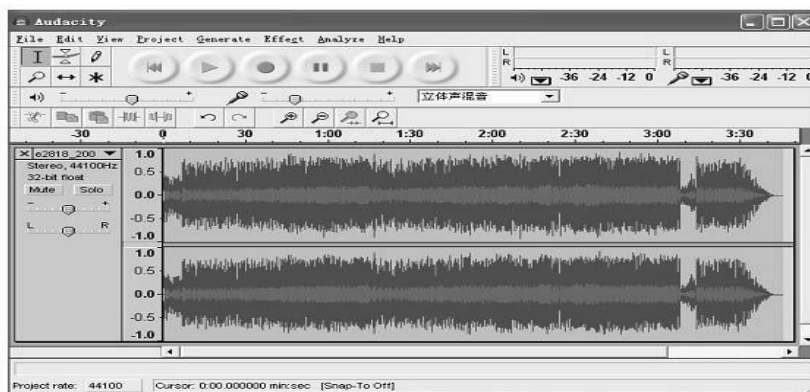 Audacity
File Edit View Project Generate Effect Analyze Help
L
R
-36 -24 -12 0
L
R
-36 -24 -12 0
- +
- +
立体声混音
-30 0 30 1:00 1:30 2:00 2:30 3:00 3:30
× e2818_200
Stereo, 44100Hz
32-bit float
Mute Solo
- +
L R
1.0
0.5
0.0
-0.5
-1.0
1.0
0.5
0.0
-0.5
-1.0
Project rate: 44100 Cursor: 0:00.000000 min:sec [Snap-To Off]